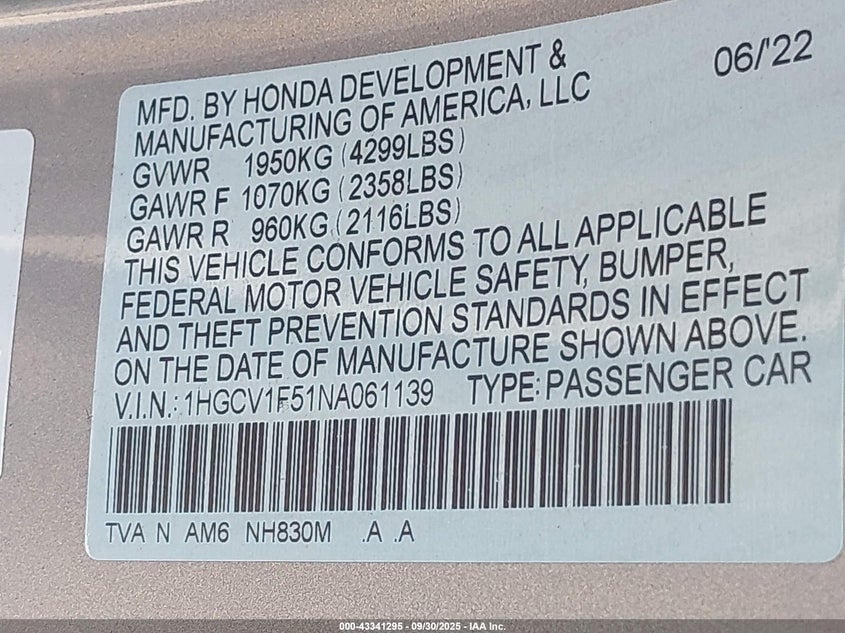 06/'22
MFD. BY HONDA DEVELOPMENT &
MANUFACTURING OF AMERICA, LLC
GVWR 1950KG (4299LBS)
GAWR F 1070KG (2358LBS)
GAWR R 960KG (2116LBS)
THIS VEHICLE CONFORMS TO ALL APPLICABLE
FEDERAL MOTOR VEHICLE SAFETY, BUMPER,
AND THEFT PREVENTION STANDARDS IN EFFECT
ON THE DATE OF MANUFACTURE SHOWN ABOVE.
V.I.N.: 1HGCV1F51NA061139 TYPE: PASSENGER CAR
TVA N AM6 NH830M .A .A
000-43341295 - 09/30/2025 - IAA Inc.